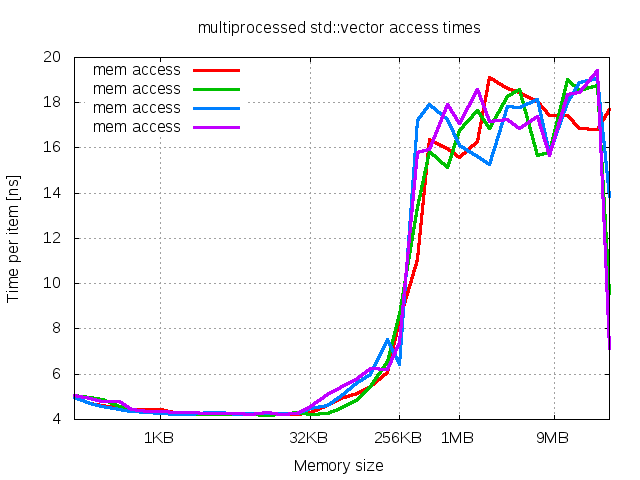 multiprocessed std::vector access times
20
18
16
14
12
10
8
6
4
Time per item [ns]
mem access
mem access
mem access
mem access
1KB
32KB
256KB
1MB
9MB
Memory size